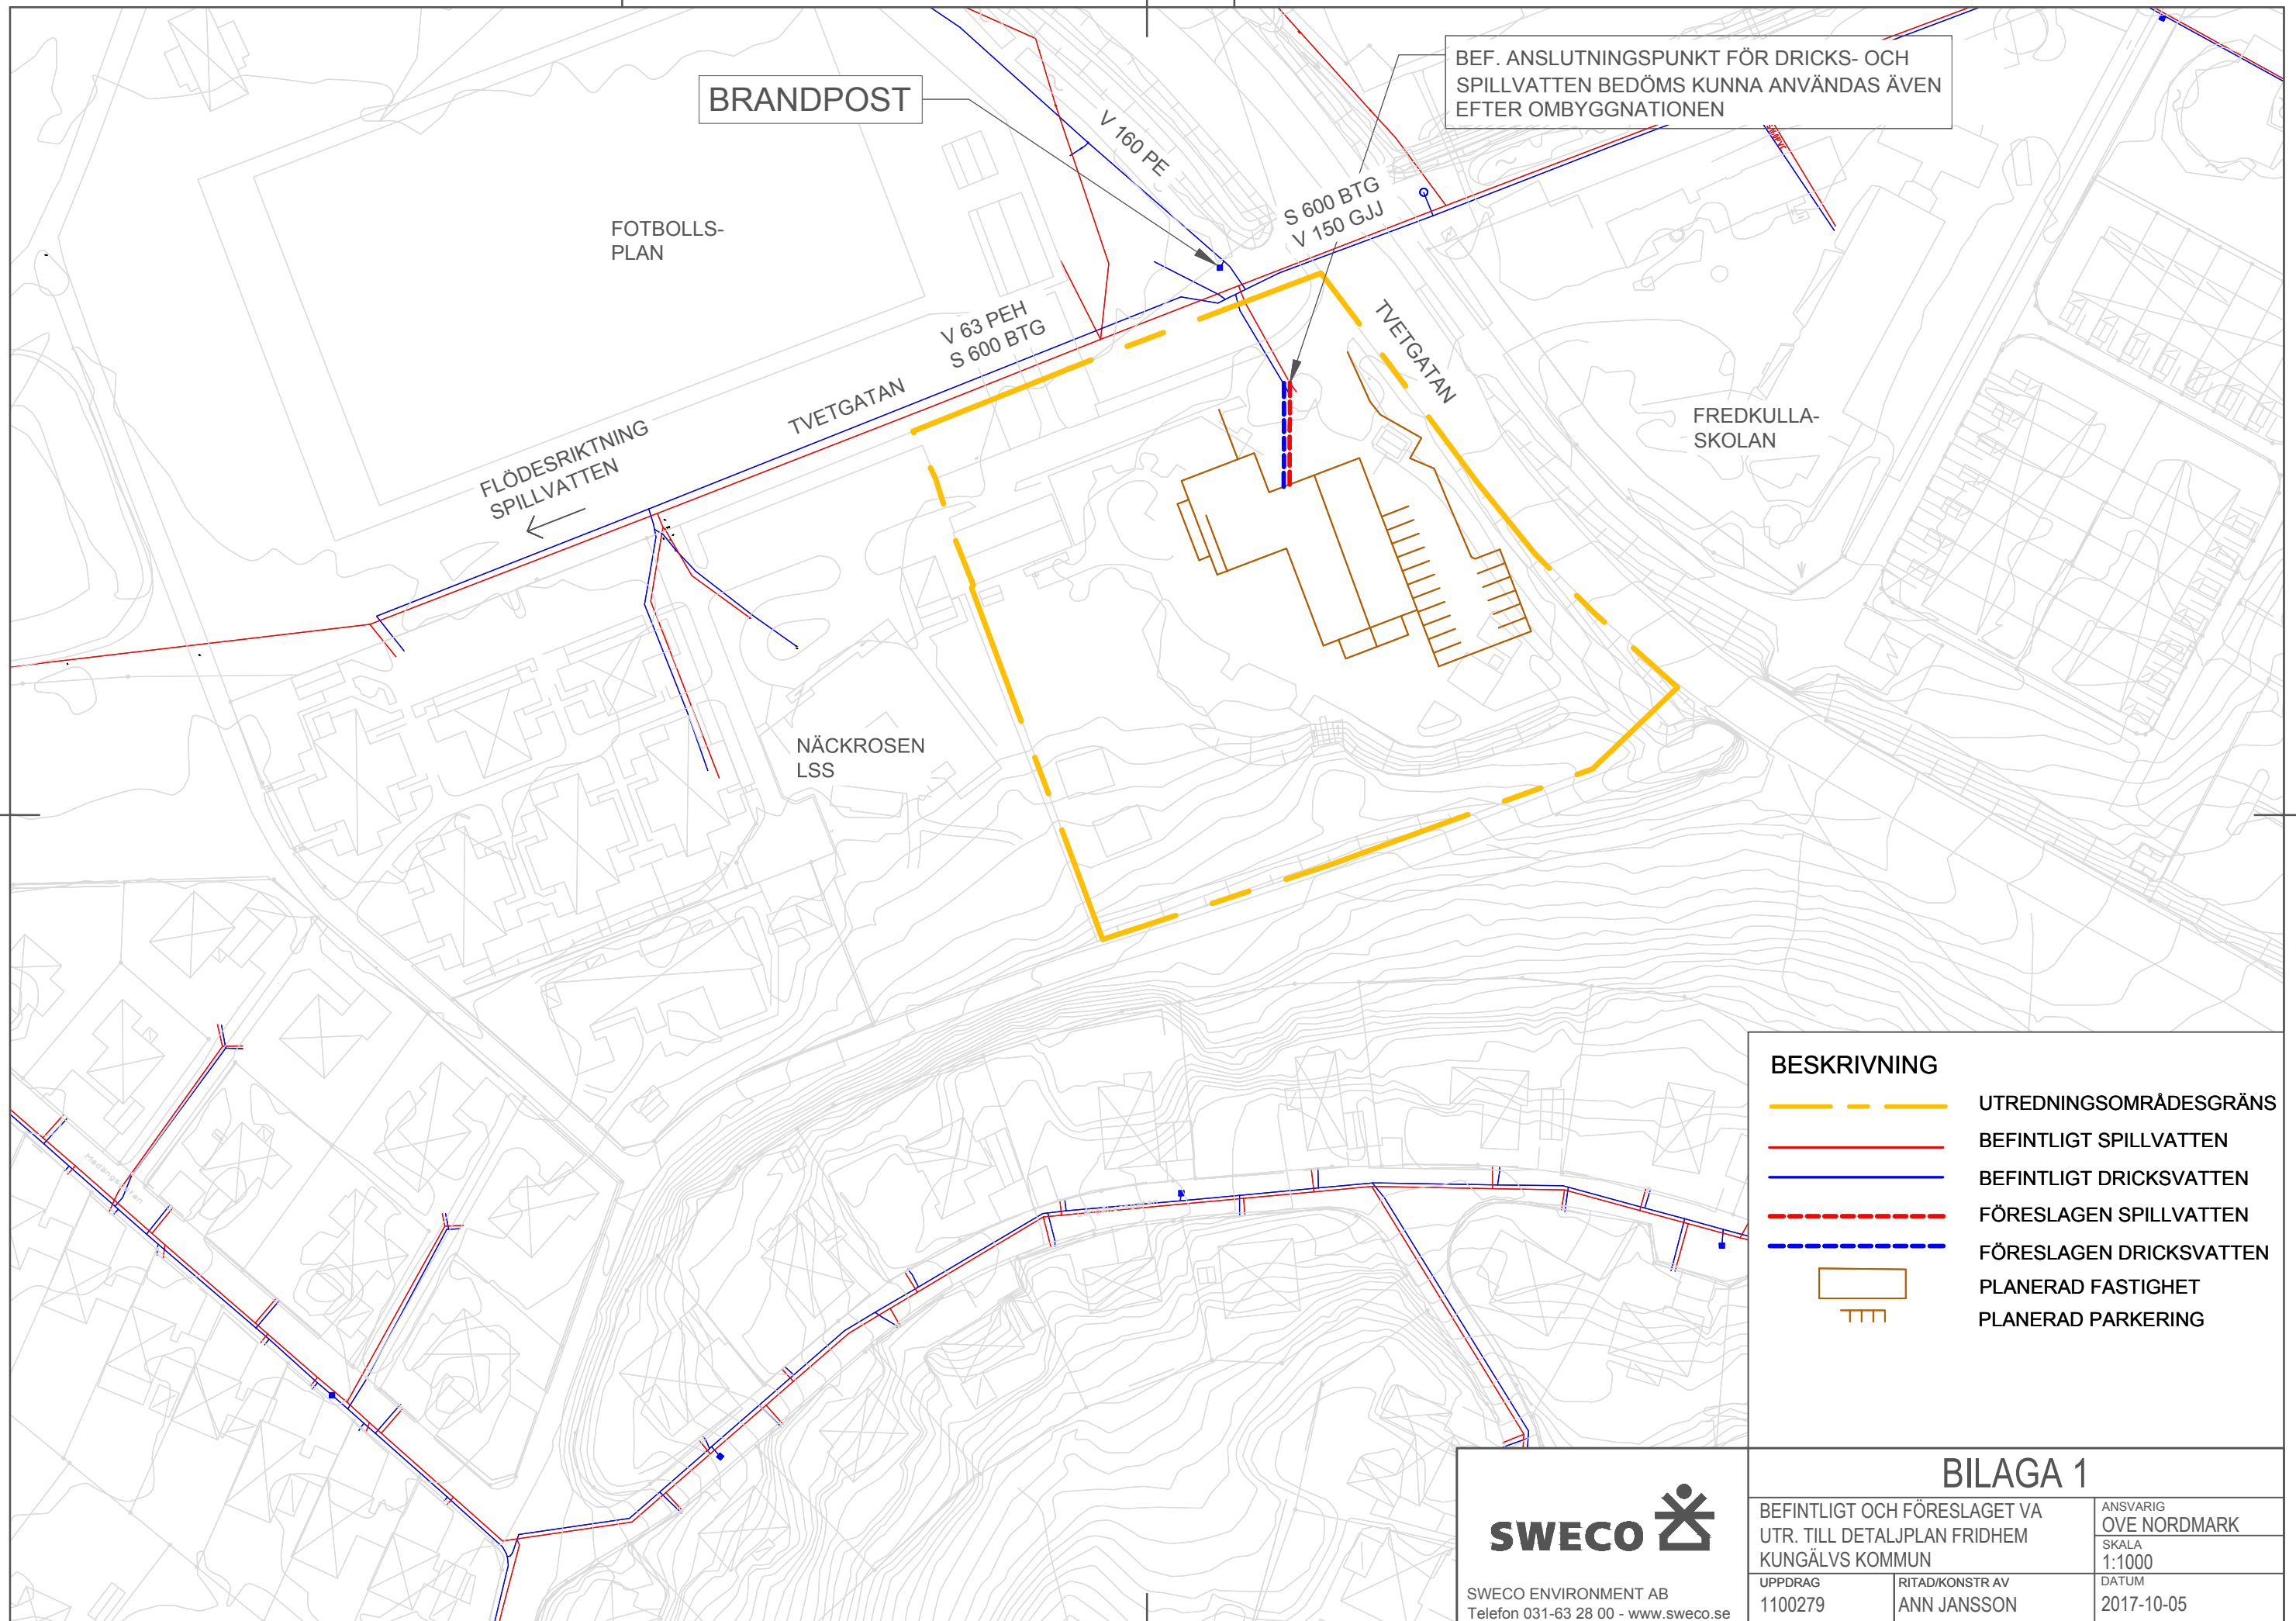 BRANDPOST
BEF. ANSLUTNINGSPUNKT FÖR DRICKS- OCH
SPILLVATTEN BEDÖMS KUNNA ANVÄNDAS ÄVEN
EFTER OMBYGGNATIONEN
V 160 PE
S 600 BTG
V 150 GJJ
FOTBOLLS-
PLAN
V 63 PEH
S 600 BTG
TVETGATAN
TVETGATAN
FLÖDESRIKTNING
SPILLVATTEN
FREDKULLA-
SKOLAN
NÄCKROSEN
LSS
BESKRIVNING
UTREDNINGSOMRÅDESGRÄNS
BEFINTLIGT SPILLVATTEN
BEFINTLIGT DRICKSVATTEN
FÖRESLAGEN SPILLVATTEN
FÖRESLAGEN DRICKSVATTEN
PLANERAD FASTIGHET
PLANERAD PARKERING
SWECO
SWECO ENVIRONMENT AB
Telefon 031-63 28 00 - www.sweco.se
BILAGA 1
BEFINTLIGT OCH FÖRESLAGET VA
UTR. TILL DETALJPLAN FRIDHEM
KUNGÄLVS KOMMUN
ANSVARIG
OVE NORDMARK
SKALA
1:1000
UPPDRAG
1100279
RITAD/KONSTR AV
ANN JANSSON
DATUM
2017-10-05